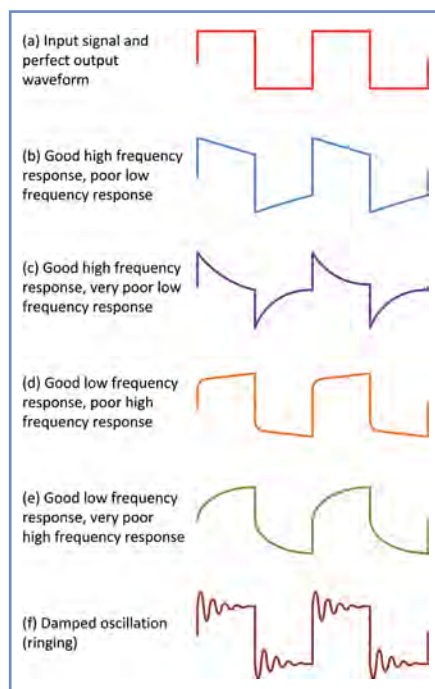 (a) Input signal and
perfect output
waveform
(b) Good high frequency
response, poor low
frequency response
(c) Good high frequency
response, very poor low
frequency response
(d) Good low frequency
response, poor high
frequency response
(e) Good low frequency
response, very poor
high frequency response
(f) Damped oscillation
(ringing)